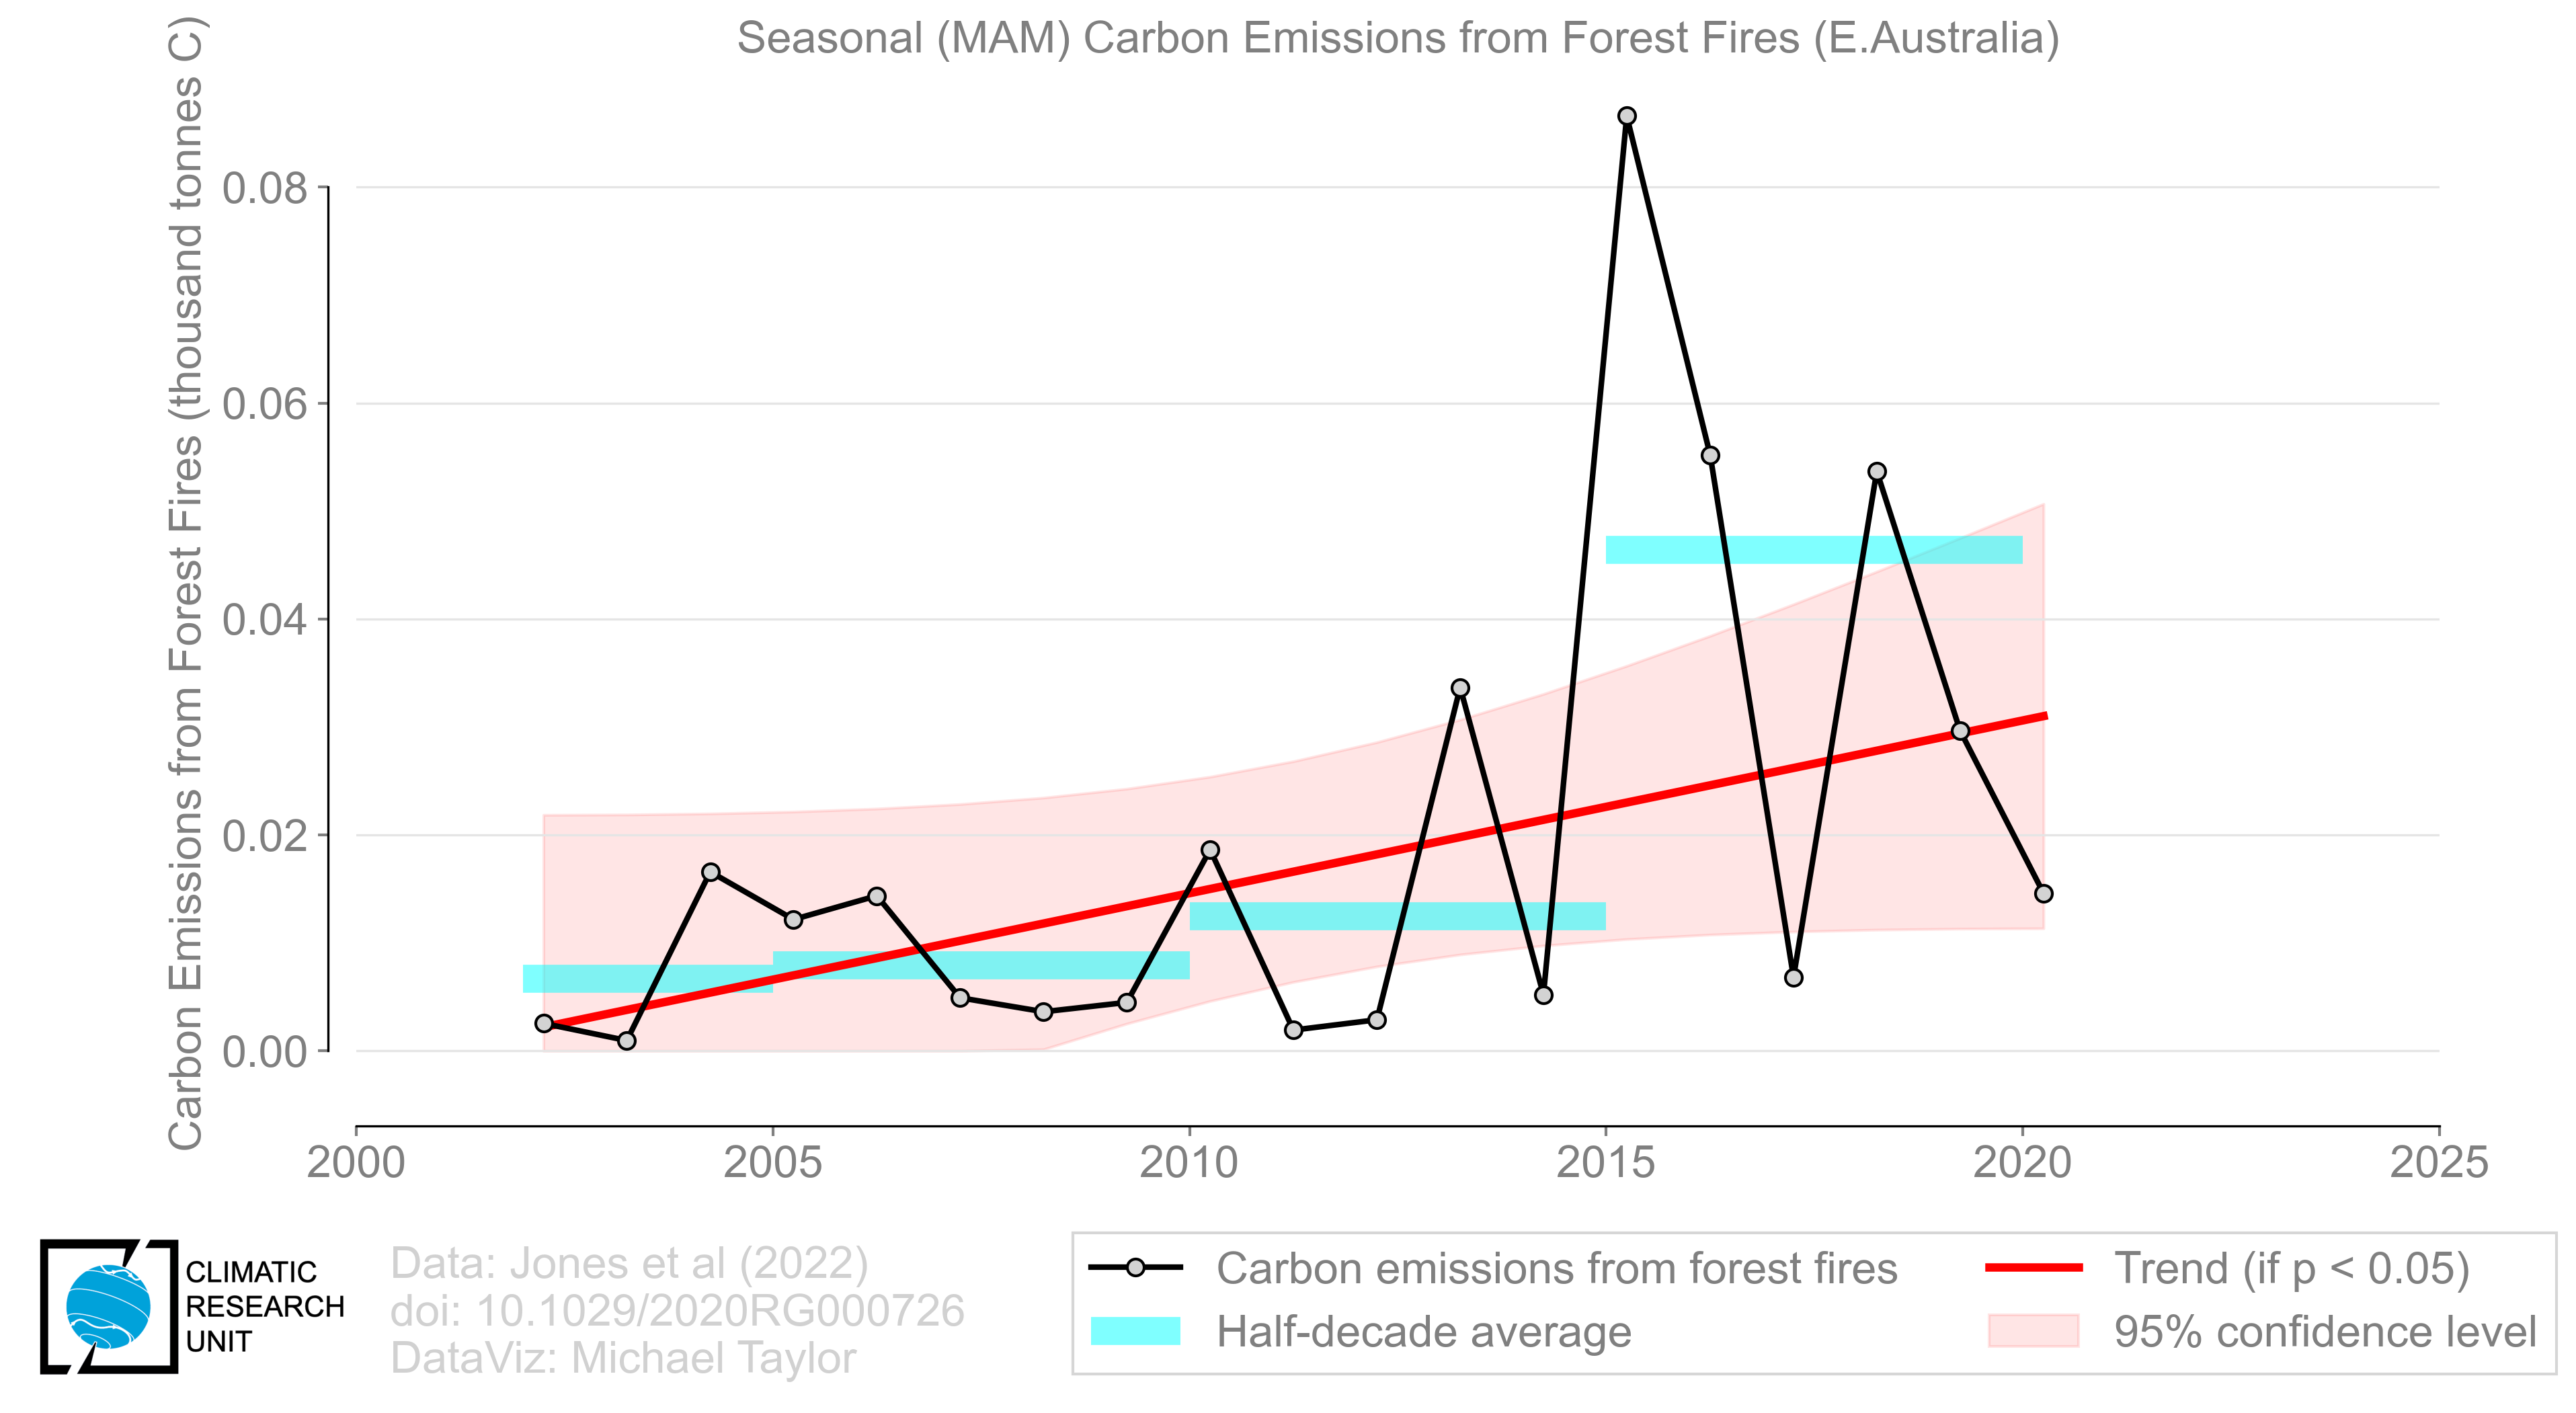 Seasonal (MAM) Carbon Emissions from Forest Fires (E.Australia)
Carbon Emissions from Forest Fires (thousand tonnes C)
0.08
0.06
0.04
0.02
0.00
2000
2005
2010
2015
2020
2025
CLIMATIC
RESEARCH
UNIT
Data: Jones et al (2022)
doi: 10.1029/2020RG000726
DataViz: Michael Taylor
Carbon emissions from forest fires
Half-decade average
Trend (if p < 0.05)
95% confidence level